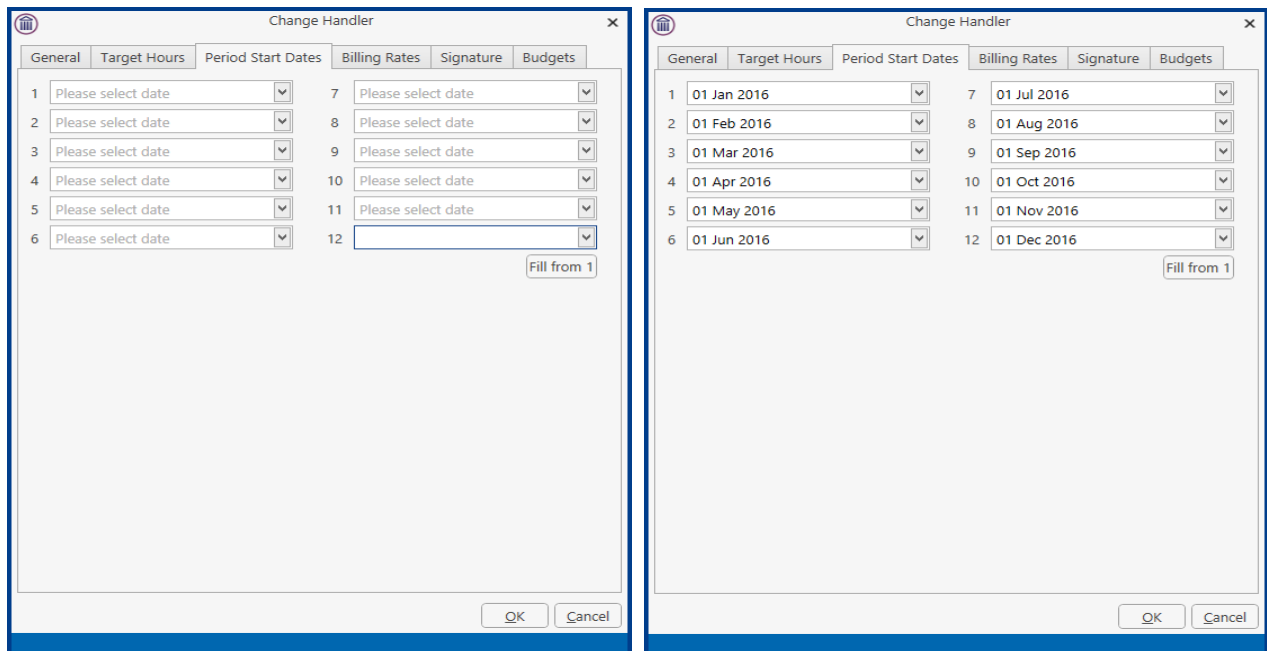 Change Handler
General Target Hours Period Start Dates Billing Rates Signature Budgets
1 Please select date 7 Please select date
2 Please select date 8 Please select date
3 Please select date 9 Please select date
4 Please select date 10 Please select date
5 Please select date 11 Please select date
6 Please select date 12
Fill from 1
OK Cancel
Change Handler
General Target Hours Period Start Dates Billing Rates Signature Budgets
1 01 Jan 2016 7 01 Jul 2016
2 01 Feb 2016 8 01 Aug 2016
3 01 Mar 2016 9 01 Sep 2016
4 01 Apr 2016 10 01 Oct 2016
5 01 May 2016 11 01 Nov 2016
6 01 Jun 2016 12 01 Dec 2016
Fill from 1
OK Cancel